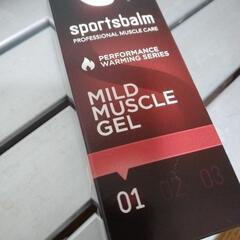 sportsbalm
PROFESSIONAL MUSCLE CARE
PERFORMANCE
WARMING SERIES
MILD
MUSCLE
GEL
01 02 03